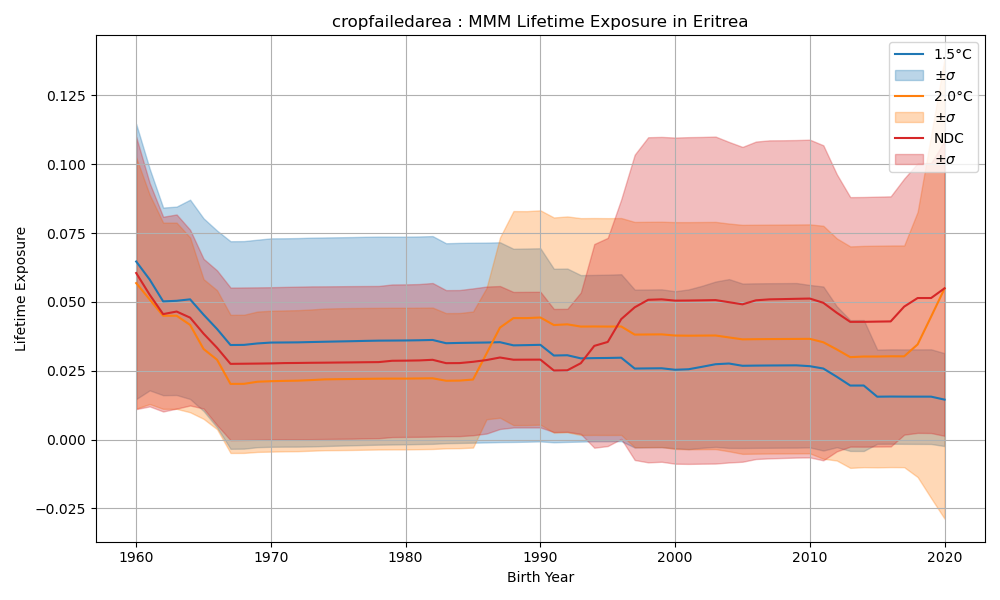 cropfailedarea : MMM Lifetime Exposure in Eritrea
Lifetime Exposure
0.125
0.100
0.075
0.050
0.025
0.000
−0.025
1.5°C
±σ
2.0°C
±σ
NDC
±σ
1960 1970 1980 1990 2000 2010 2020
Birth Year